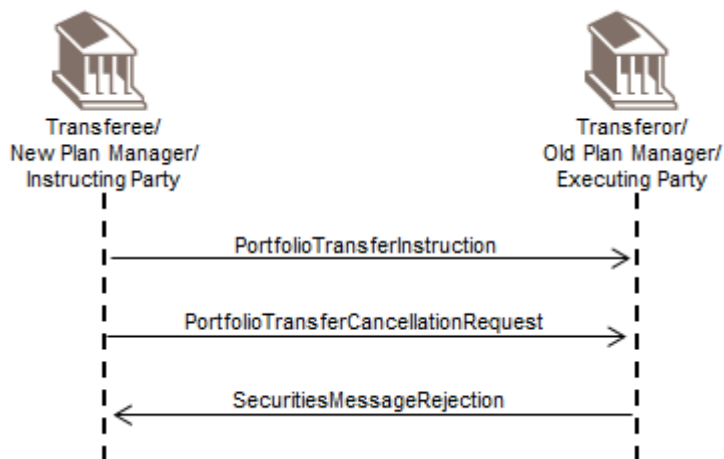 Transferee/
New Plan Manager/
Instructing Party
Transferor/
Old Plan Manager/
Executing Party
PortfolioTransferInstruction
PortfolioTransferCancellationRequest
SecuritiesMessageRejection